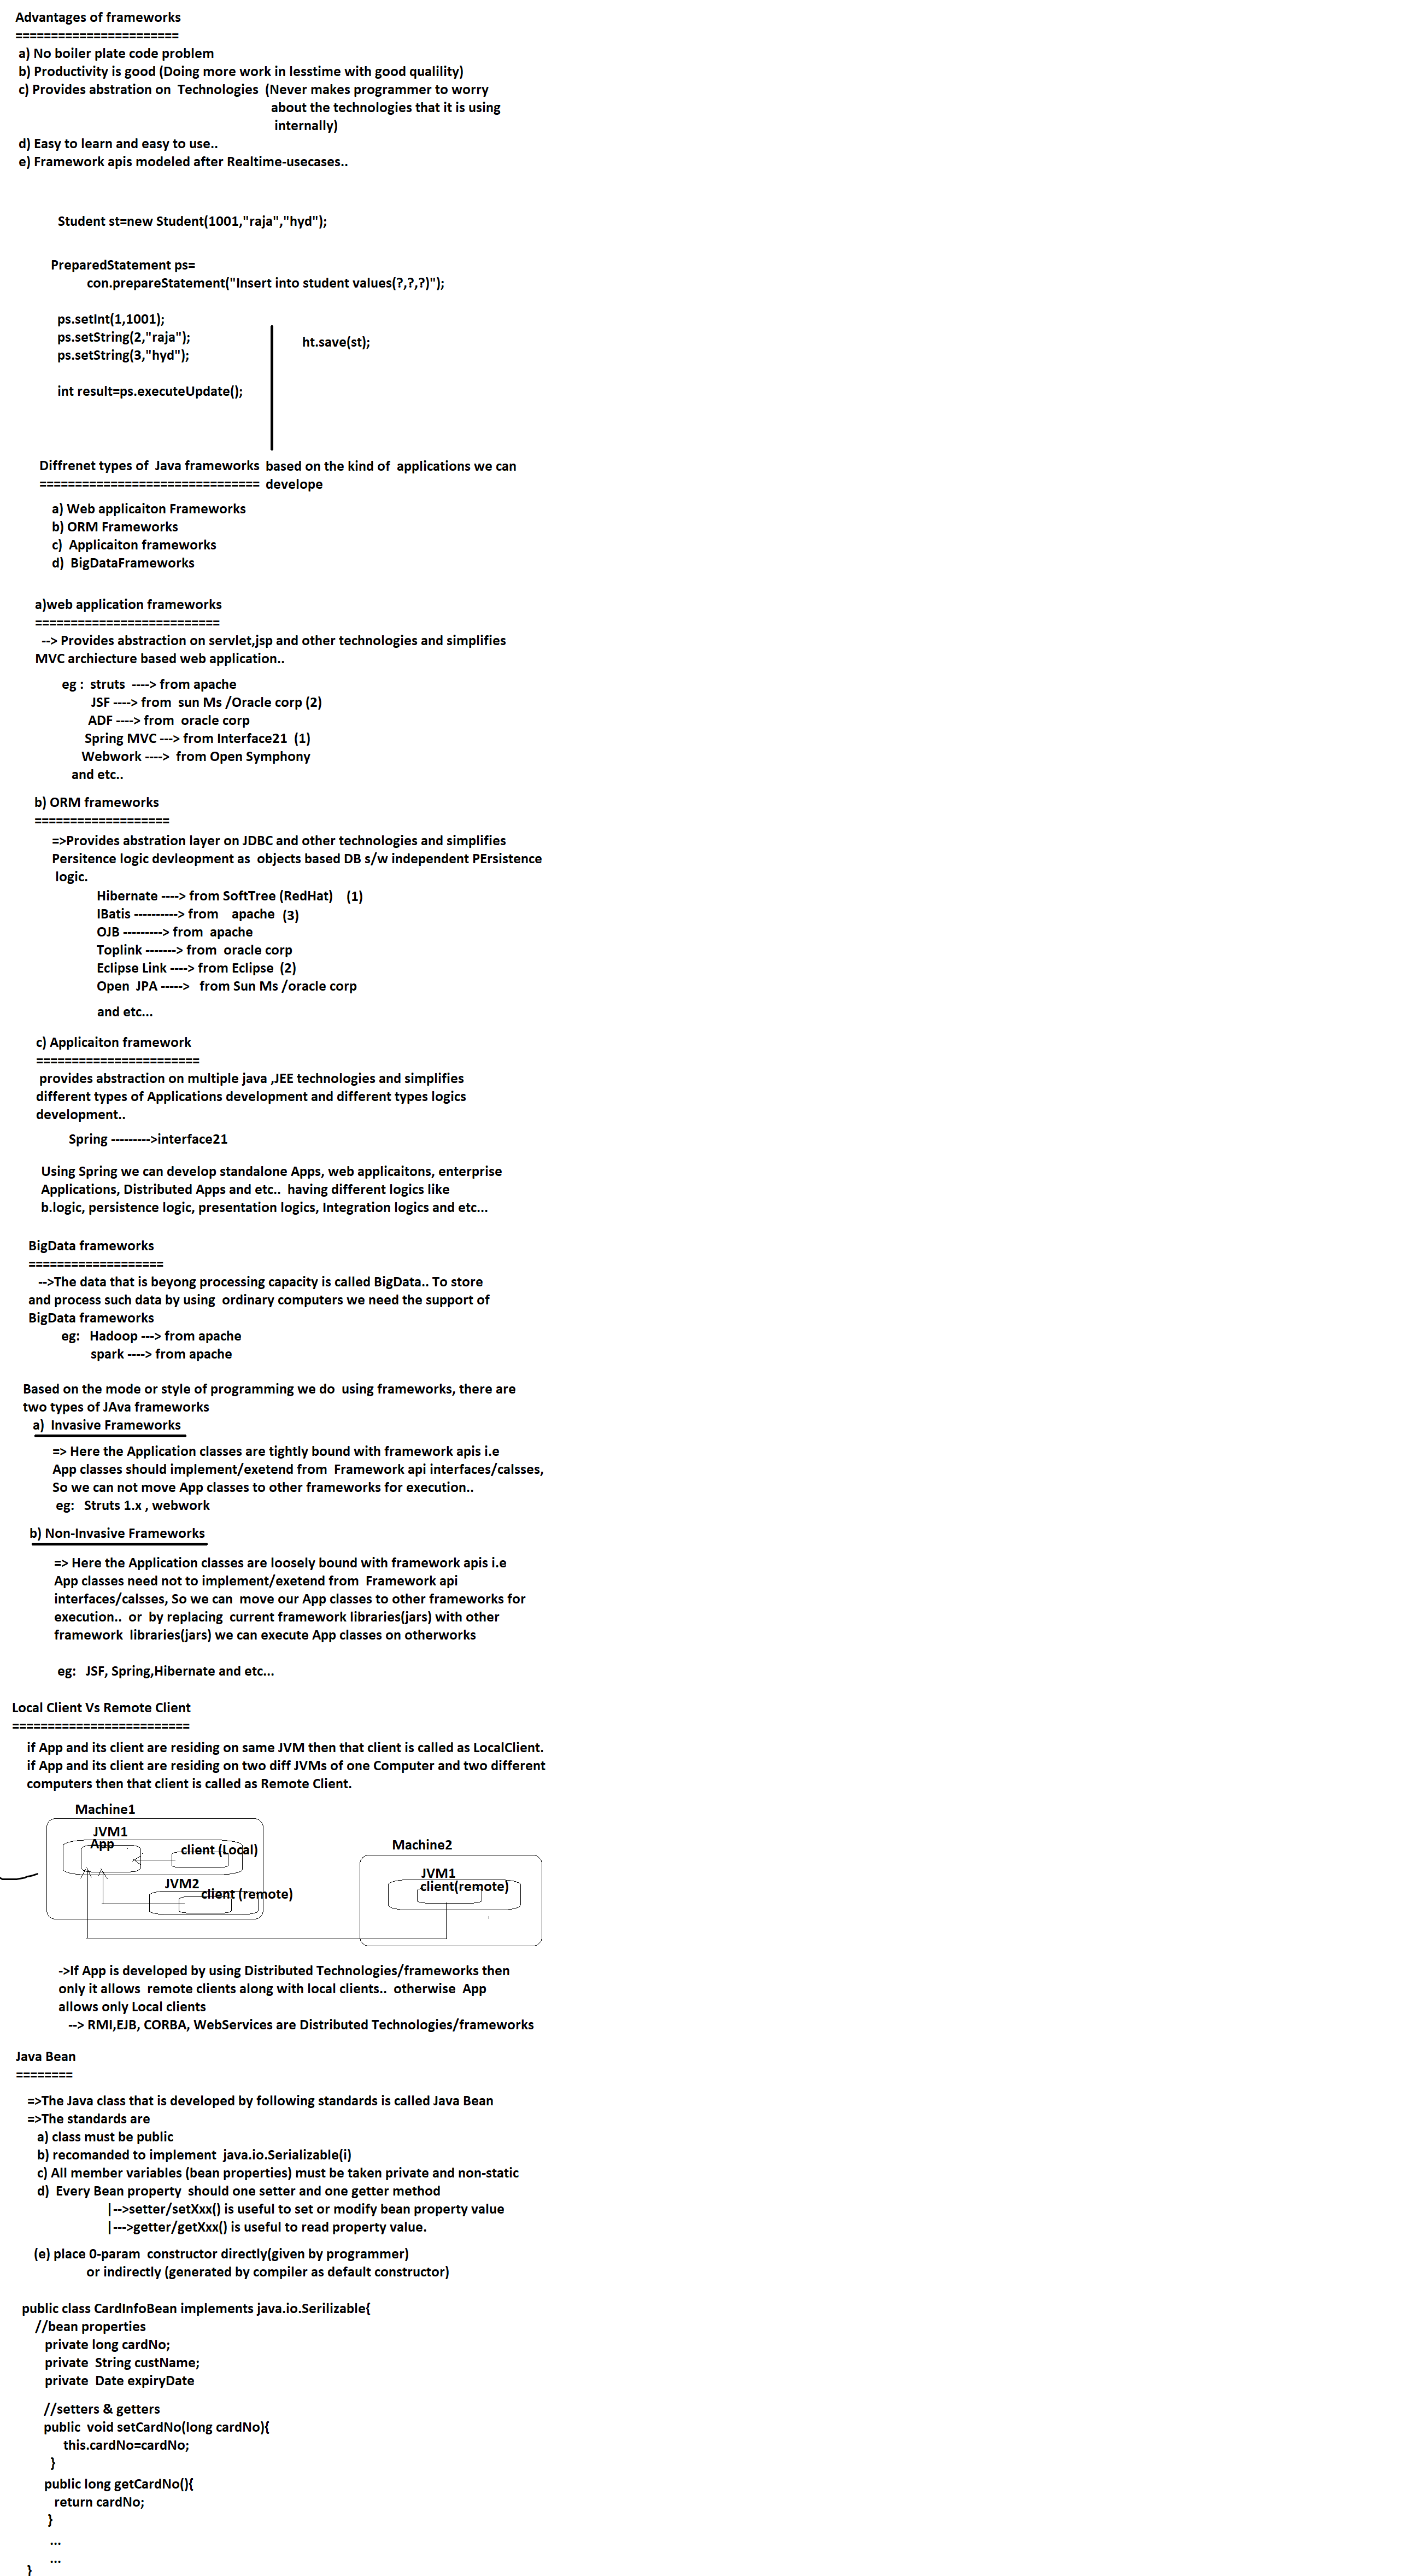 Advantages of frameworks
=======================
a) No boiler plate code problem
b) Productivity is good (Doing more work in lesstime with good qualility)
c) Provides abstration on  Technologies  (Never makes programmer to worry
about the technologies that it is using
internally)
d) Easy to learn and easy to use..
e) Framework apis modeled after Realtime-usecases..
Student st=new Student(1001,"raja","hyd");
PreparedStatement ps=
con.prepareStatement("Insert into student values(?,?,?)");
ps.setInt(1,1001);
ps.setString(2,"raja");
ps.setString(3,"hyd");
ht.save(st);
int result=ps.executeUpdate();
Diffrenet types of  Java frameworks  based on the kind of  applications we can
===============================  develope
a) Web applicaiton Frameworks
b) ORM Frameworks
c)  Applicaiton frameworks
d)  BigDataFrameworks
a)web application frameworks
==========================
--> Provides abstraction on servlet,jsp and other technologies and simplifies
MVC archiecture based web application..
eg :  struts  ----> from apache
JSF ----> from  sun Ms /Oracle corp (2)
ADF ----> from  oracle corp
Spring MVC ---> from Interface21  (1)
Webwork ---->  from Open Symphony
and etc..
b) ORM frameworks
===================
=>Provides abstration layer on JDBC and other technologies and simplifies
Persitence logic devleopment as  objects based DB s/w independent PErsistence
logic.
Hibernate ----> from SoftTree (RedHat)    (1)
IBatis ----------> from    apache  (3)
OJB ---------> from  apache
Toplink -------> from  oracle corp
Eclipse Link ----> from Eclipse  (2)
Open  JPA ----->   from Sun Ms /oracle corp
and etc...
c) Applicaiton framework
=======================
provides abstraction on multiple java ,JEE technologies and simplifies
different types of Applications development and different types logics
development..
Spring --------->interface21
Using Spring we can develop standalone Apps, web applicaitons, enterprise
Applications, Distributed Apps and etc..  having different logics like
b.logic, persistence logic, presentation logics, Integration logics and etc...
BigData frameworks
===================
-->The data that is beyong processing capacity is called BigData.. To store
and process such data by using  ordinary computers we need the support of
BigData frameworks
eg:   Hadoop ---> from apache
spark ----> from apache
Based on the mode or style of programming we do  using frameworks, there are
two types of JAva frameworks
a)  Invasive Frameworks
=> Here the Application classes are tightly bound with framework apis i.e
App classes should implement/exetend from  Framework api interfaces/calsses,
So we can not move App classes to other frameworks for execution..
eg:   Struts 1.x , webwork
b) Non-Invasive Frameworks
=> Here the Application classes are loosely bound with framework apis i.e
App classes need not to implement/exetend from  Framework api
interfaces/calsses, So we can  move our App classes to other frameworks for
execution..  or  by replacing  current framework libraries(jars) with other
framework  libraries(jars) we can execute App classes on otherworks
eg:   JSF, Spring,Hibernate and etc...
Local Client Vs Remote Client
=========================
if App and its client are residing on same JVM then that client is called as LocalClient.
if App and its client are residing on two diff JVMs of one Computer and two different
computers then that client is called as Remote Client.
Machine1
JVM1
App
client (Local)
JVM2
client (remote)
Machine2
JVM1
client(remote)
->If App is developed by using Distributed Technologies/frameworks then
only it allows  remote clients along with local clients..  otherwise  App
allows only Local clients
--> RMI,EJB, CORBA, WebServices are Distributed Technologies/frameworks
Java Bean
========
=>The Java class that is developed by following standards is called Java Bean
=>The standards are
a) class must be public
b) recomanded to implement  java.io.Serializable(i)
c) All member variables (bean properties) must be taken private and non-static
d)  Every Bean property  should one setter and one getter method
|-->setter/setXxx() is useful to set or modify bean property value
|--->getter/getXxx() is useful to read property value.
(e) place 0-param  constructor directly(given by programmer)
or indirectly (generated by compiler as default constructor)
public class CardInfoBean implements java.io.Serilizable{
//bean properties
private long cardNo;
private  String custName;
private  Date expiryDate
//setters & getters
public  void setCardNo(long cardNo){
this.cardNo=cardNo;
}
public long getCardNo(){
return cardNo;
}
...
...
}